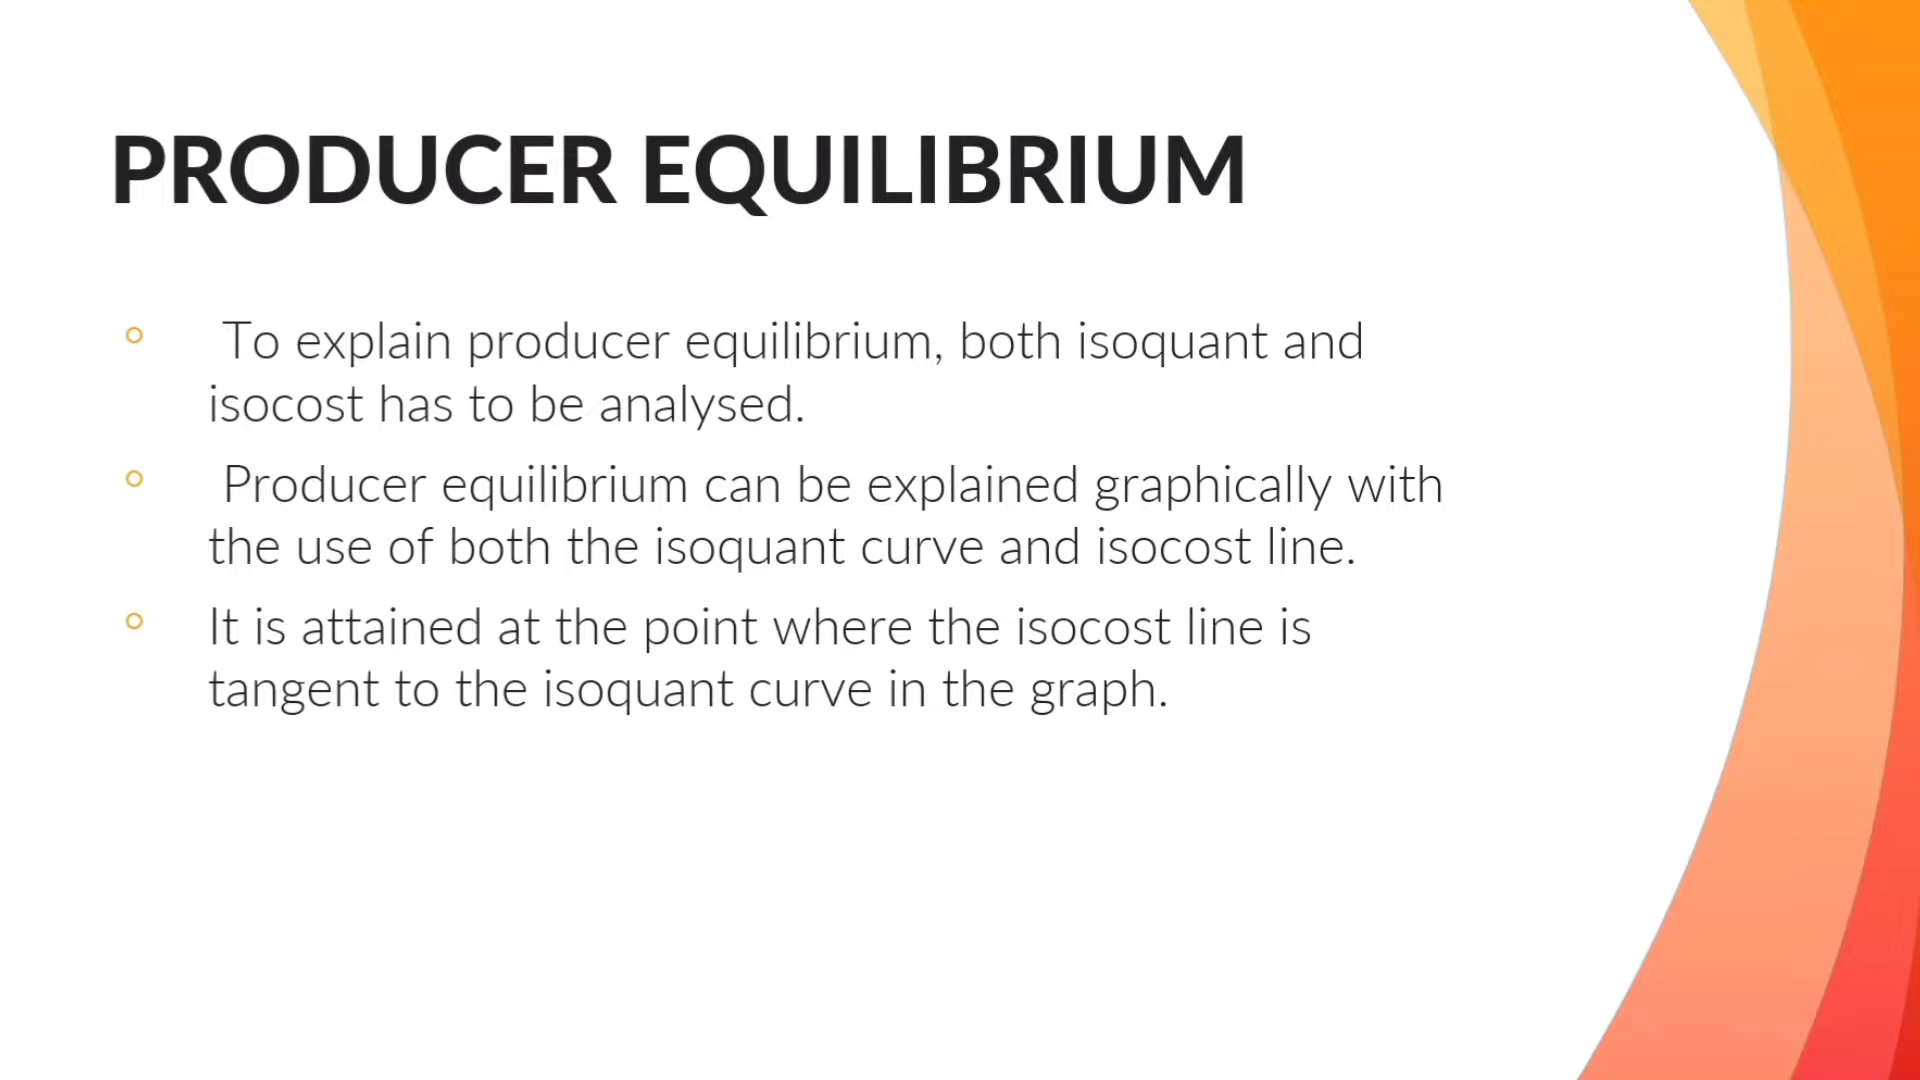 PRODUCER EQUILIBRIUM
To explain producer equilibrium, both isoquant and
isocost has to be analysed.
Producer equilibrium can be explained graphically with
the use of both the isoquant curve and isocost line.
It is attained at the point where the isocost line is
tangent to the isoquant curve in the graph.